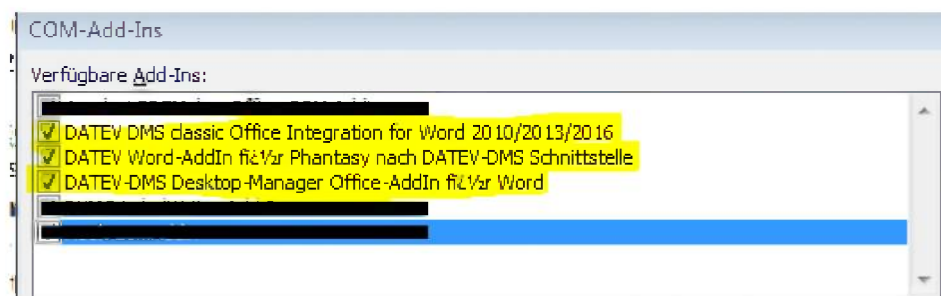 COM-Add-Ins
Verfügbare Add-Ins:
DATEV DMS classic Office Integration for Word 2010/2013/2016
DATEV Word-AddIn fï¿½r Phantasy nach DATEV-DMS Schnittstelle
DATEV-DMS Desktop-Manager Office-AddIn fï¿½r Word